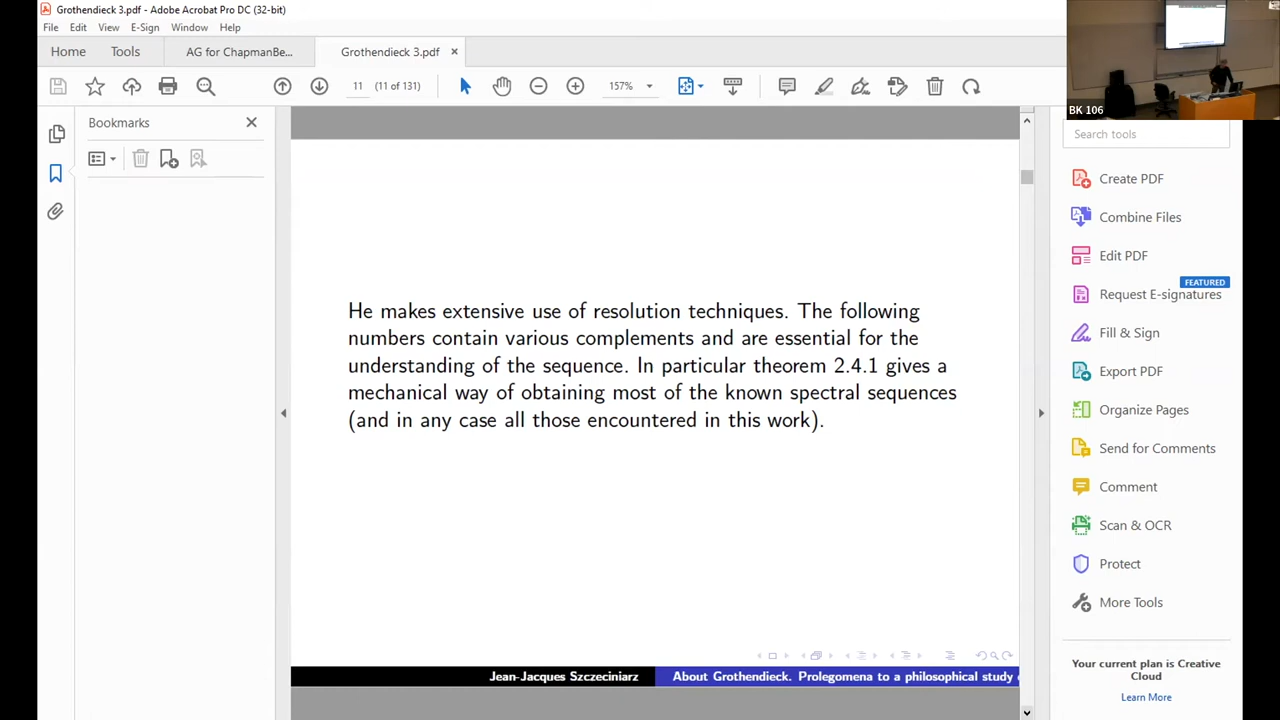 Grothendieck 3.pdf - Adobe Acrobat Pro DC (32-bit)
File Edit View E-Sign Window Help
Home Tools AG for ChapmanBe... Grothendieck 3.pdf
11 (11 of 131) 157%
BK 106
Bookmarks
Search tools
He makes extensive use of resolution techniques. The following
numbers contain various complements and are essential for the
understanding of the sequence. In particular theorem 2.4.1 gives a
mechanical way of obtaining most of the known spectral sequences
(and in any case all those encountered in this work).
Jean-Jacques Szczeciniarz About Grothendieck. Prolegomena to a philosophical study
Create PDF
Combine Files
Edit PDF
FEATURED
Request E-signatures
Fill & Sign
Export PDF
Organize Pages
Send for Comments
Comment
Scan & OCR
Protect
More Tools
Your current plan is Creative
Cloud
Learn More